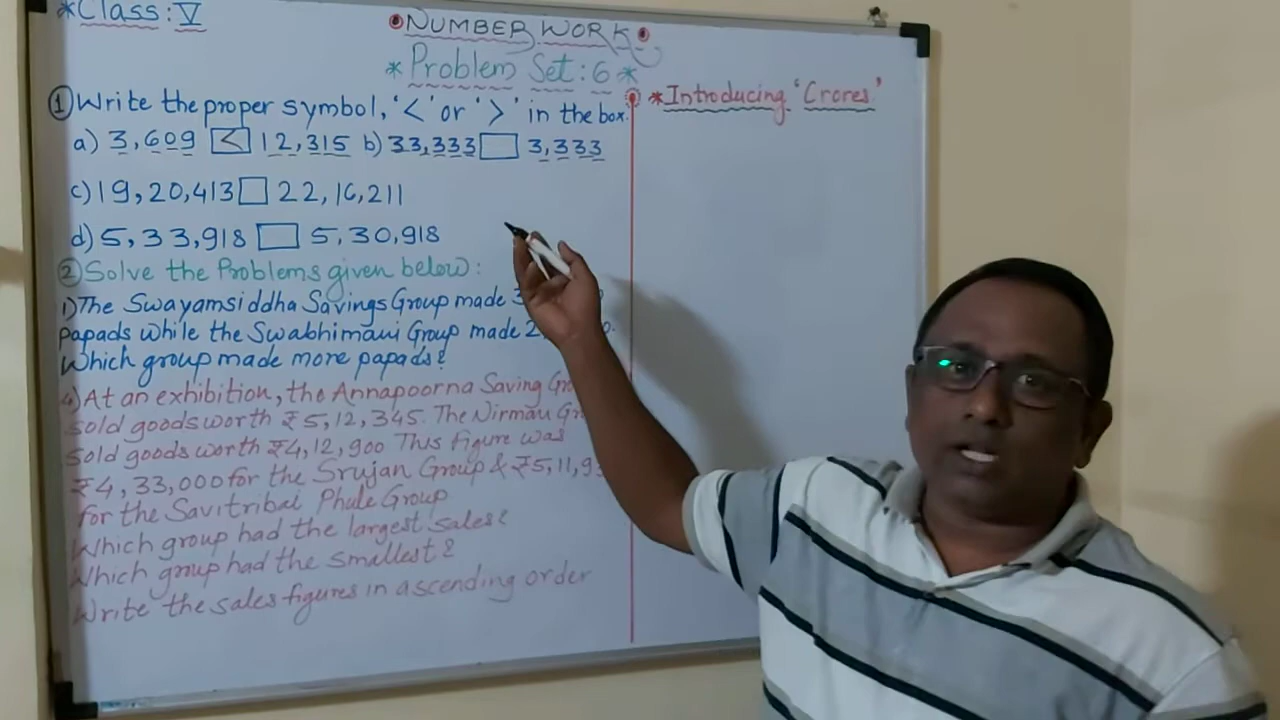 *Class: V
NUMBER WORK
* Problem Set: 6 *
① Write the proper symbol, '<' or '>' in the box.
a) 3,609 < 12,315 b) 33,333 3,333
c) 19,20,413 22,16,211
d) 5,33,918 5,30,918
② Solve the Problems given below:
1) The Swayamsiddha Savings Group made
Papads while the Swabhimani Group made
Which group made more papads?
4) At an exhibition, the Annapoorna Saving
sold goods worth ₹5,12,345. The Nirman
sold goods worth ₹4,12,900 This figure was
₹4,33,000 for the Srujan Group & ₹5,11,9
for the Savitribai Phule Group
Which group had the largest sales?
Which group had the smallest?
Write the sales figures in ascending order
* Introducing 'Crores'